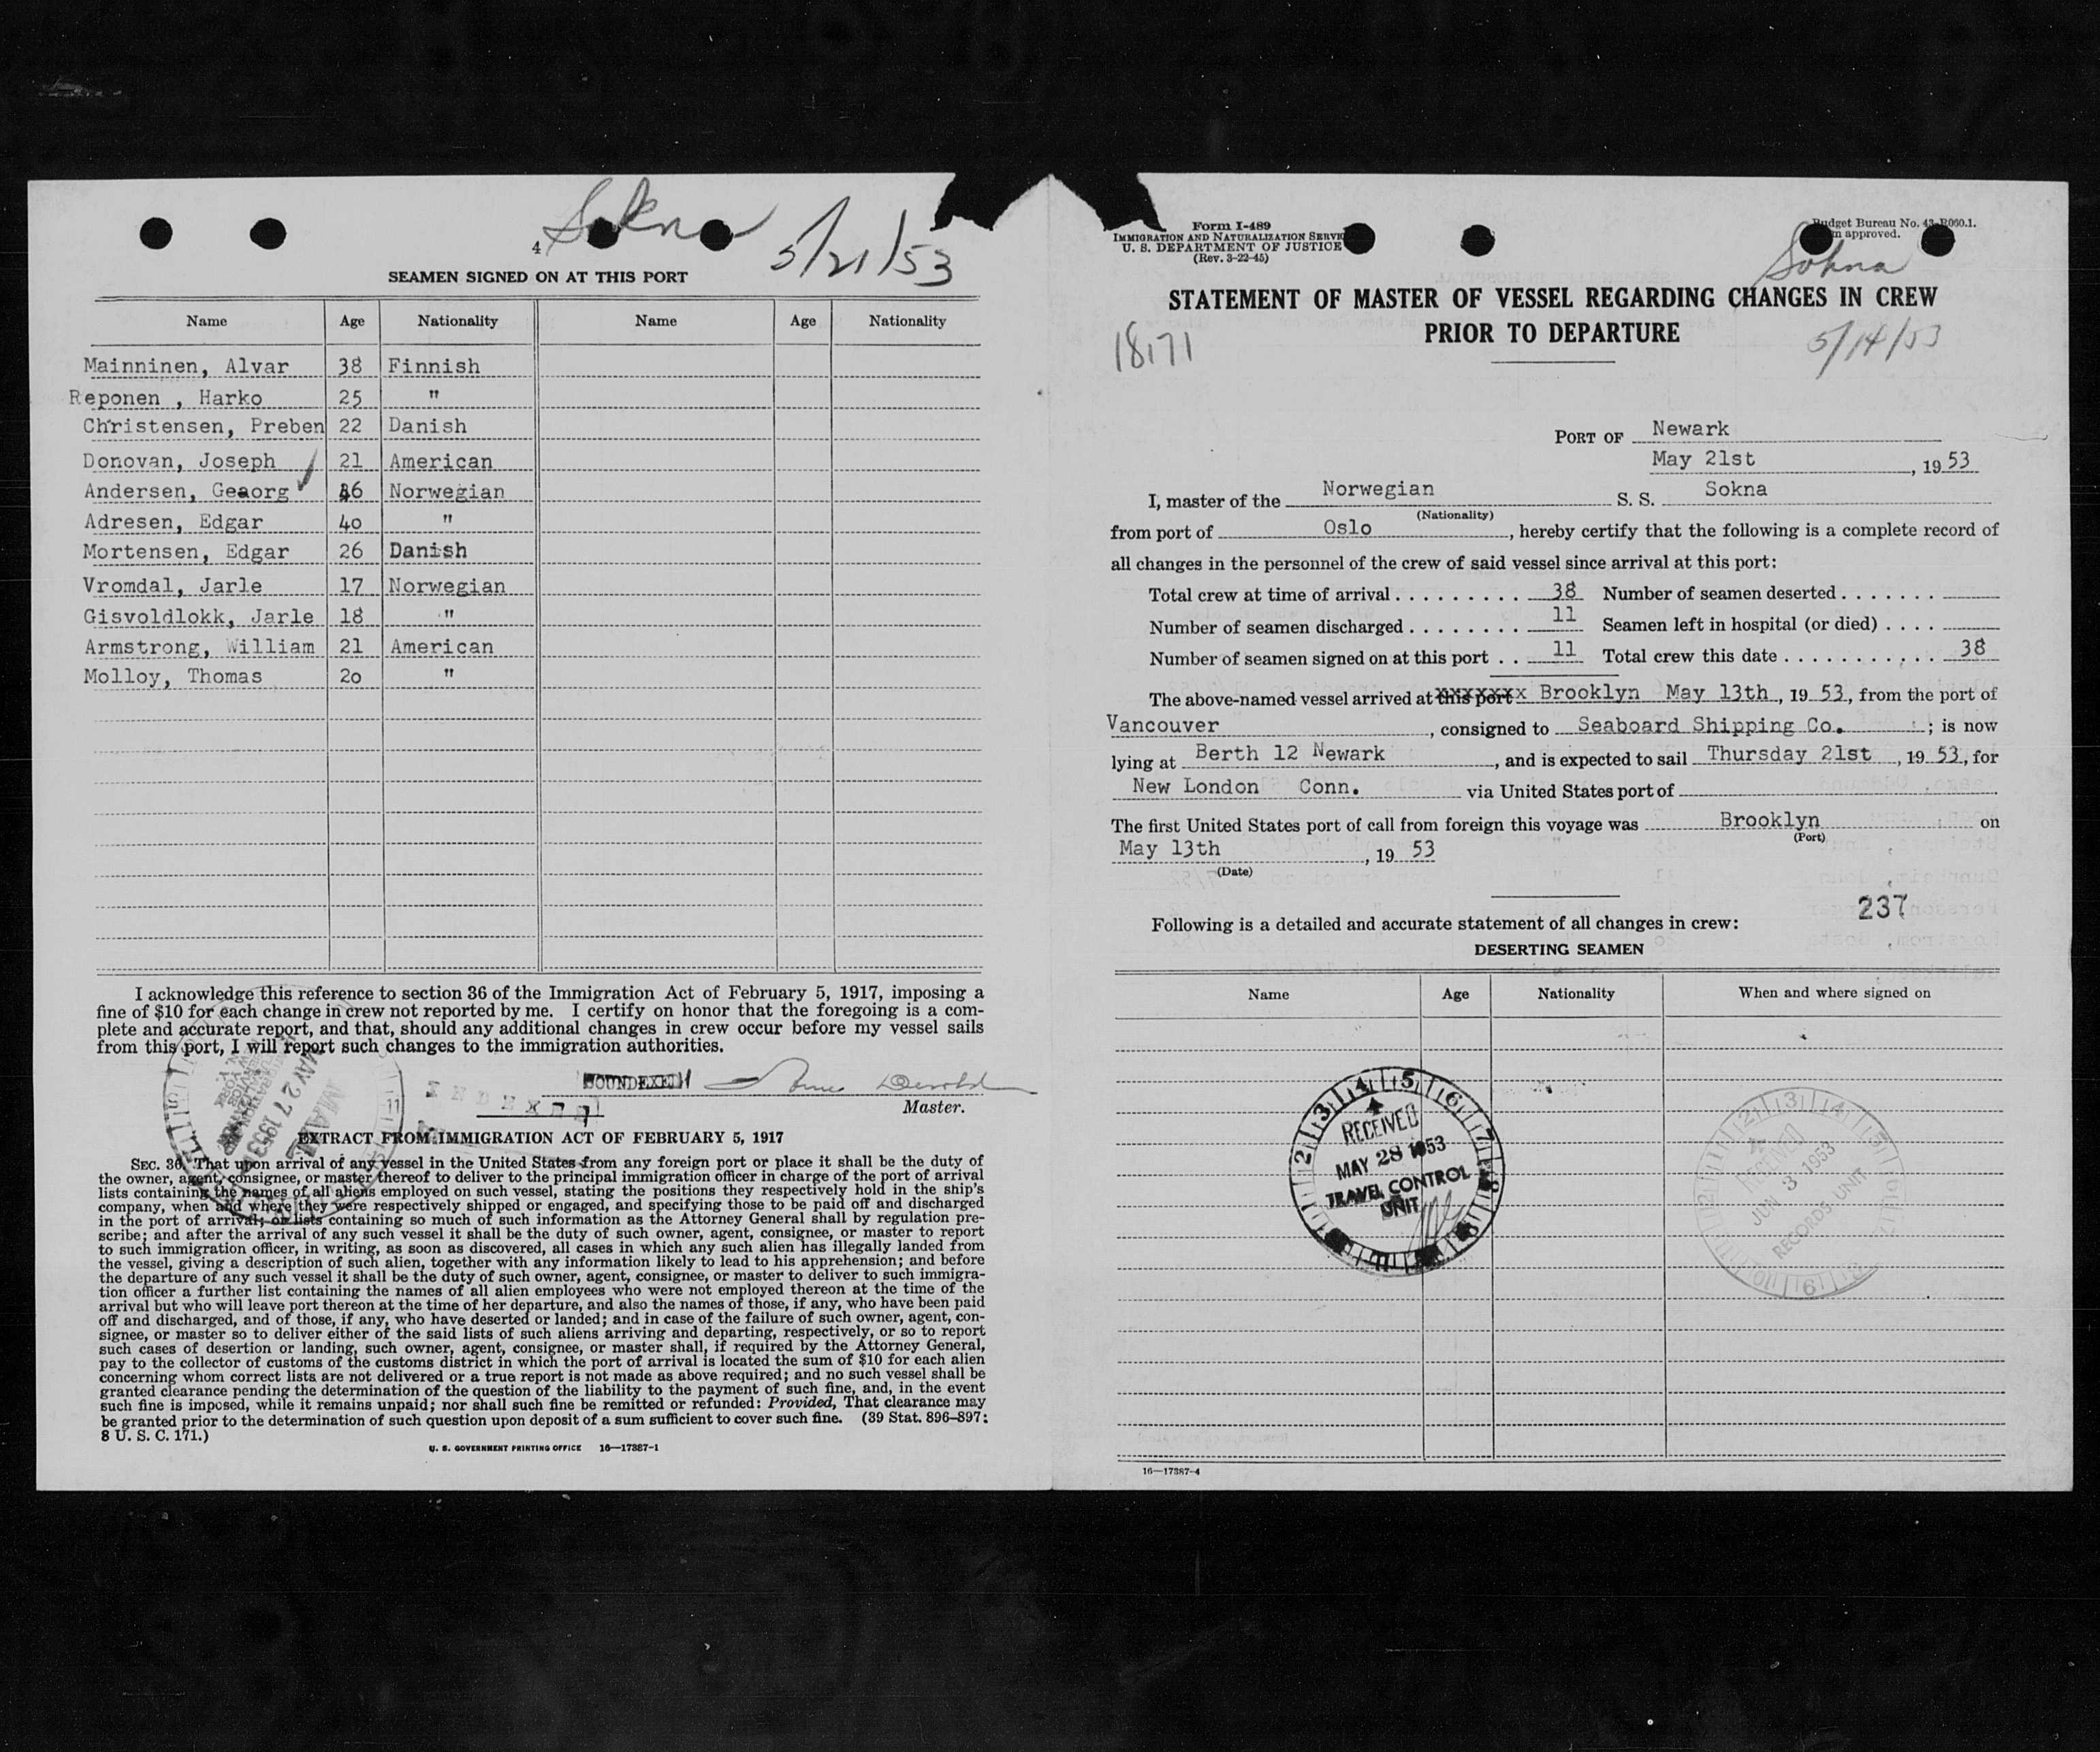 4
Sokna
5/21/53
SEAMEN SIGNED ON AT THIS PORT
Name Age Nationality Name Age Nationality
Mainninen, Alvar 38 Finnish
Reponen , Harko 25 "
Christensen, Preben 22 Danish
Donovan, Joseph 21 American
Andersen, Geaorg 6 Norwegian
Adresen, Edgar 40 "
Mortensen, Edgar 26 Danish
Vromdal, Jarle 17 Norwegian
Gisvoldlokk, Jarle 18 "
Armstrong, William 21 American
Molloy, Thomas 20 "
I acknowledge this reference to section 36 of the Immigration Act of February 5, 1917, imposing a
fine of $10 for each change in crew not reported by me. I certify on honor that the foregoing is a com-
plete and accurate report, and that, should any additional changes in crew occur before my vessel sails
from this port, I will report such changes to the immigration authorities.
MAY 27 1953
SOUNDEXED
INDEXED
Master.
EXTRACT FROM IMMIGRATION ACT OF FEBRUARY 5, 1917
SEC. 36. That upon arrival of any vessel in the United States from any foreign port or place it shall be the duty of
the owner, agent, consignee, or master thereof to deliver to the principal immigration officer in charge of the port of arrival
lists containing the names of all aliens employed on such vessel, stating the positions they respectively hold in the ship's
company, when and where they were respectively shipped or engaged, and specifying those to be paid off and discharged
in the port of arrival; or lists containing so much of such information as the Attorney General shall by regulation pre-
scribe; and after the arrival of any such vessel it shall be the duty of such owner, agent, consignee, or master to report
to such immigration officer, in writing, as soon as discovered, all cases in which any such alien has illegally landed from
the vessel, giving a description of such alien, together with any information likely to lead to his apprehension; and before
the departure of any such vessel it shall be the duty of such owner, agent, consignee, or master to deliver to such immigra-
tion officer a further list containing the names of all alien employees who were not employed thereon at the time of the
arrival but who will leave port thereon at the time of her departure, and also the names of those, if any, who have been paid
off and discharged, and of those, if any, who have deserted or landed; and in case of the failure of such owner, agent, con-
signee, or master so to deliver either of the said lists of such aliens arriving and departing, respectively, or so to report
such cases of desertion or landing, such owner, agent, consignee, or master shall, if required by the Attorney General,
pay to the collector of customs of the customs district in which the port of arrival is located the sum of $10 for each alien
concerning whom correct lists are not delivered or a true report is not made as above required; and no such vessel shall be
granted clearance pending the determination of the question of the liability to the payment of such fine, and, in the event
such fine is imposed, while it remains unpaid; nor shall such fine be remitted or refunded: Provided, That clearance may
be granted prior to the determination of such question upon deposit of a sum sufficient to cover such fine. (39 Stat. 896-897:
8 U. S. C. 171.)
U. S. GOVERNMENT PRINTING OFFICE 16—17387-1
Form I-489
IMMIGRATION AND NATURALIZATION SERVIC
U. S. DEPARTMENT OF JUSTICE
(Rev. 3-22-45)
Budget Bureau No. 43-R060.1.
approved.
Sokna
STATEMENT OF MASTER OF VESSEL REGARDING CHANGES IN CREW
PRIOR TO DEPARTURE
18171
5/14/53
PORT OF Newark
May 21st, 1953
I, master of the Norwegian S. S. Sokna
(Nationality)
from port of Oslo, hereby certify that the following is a complete record of
all changes in the personnel of the crew of said vessel since arrival at this port:
Total crew at time of arrival . . . . . . . . . . 38 Number of seamen deserted . . . . . . .
Number of seamen discharged . . . . . . . . 11 Seamen left in hospital (or died) . . . .
Number of seamen signed on at this port . . 11 Total crew this date . . . . . . . . . . . 38
The above-named vessel arrived at this port xxxxxxxx Brooklyn May 13th, 1953, from the port of
Vancouver, consigned to Seaboard Shipping Co. ; is now
lying at Berth 12 Newark, and is expected to sail Thursday 21st, 1953, for
New London Conn. via United States port of
The first United States port of call from foreign this voyage was Brooklyn on
(Port)
May 13th, 1953
(Date)
237
Following is a detailed and accurate statement of all changes in crew:
DESERTING SEAMEN
Name Age Nationality When and where signed on
RECEIVED
MAY 28 1953
TRAVEL CONTROL
UNIT
RECEIVED
JUN 3 1953
RECORDS UNIT
16—17387-4